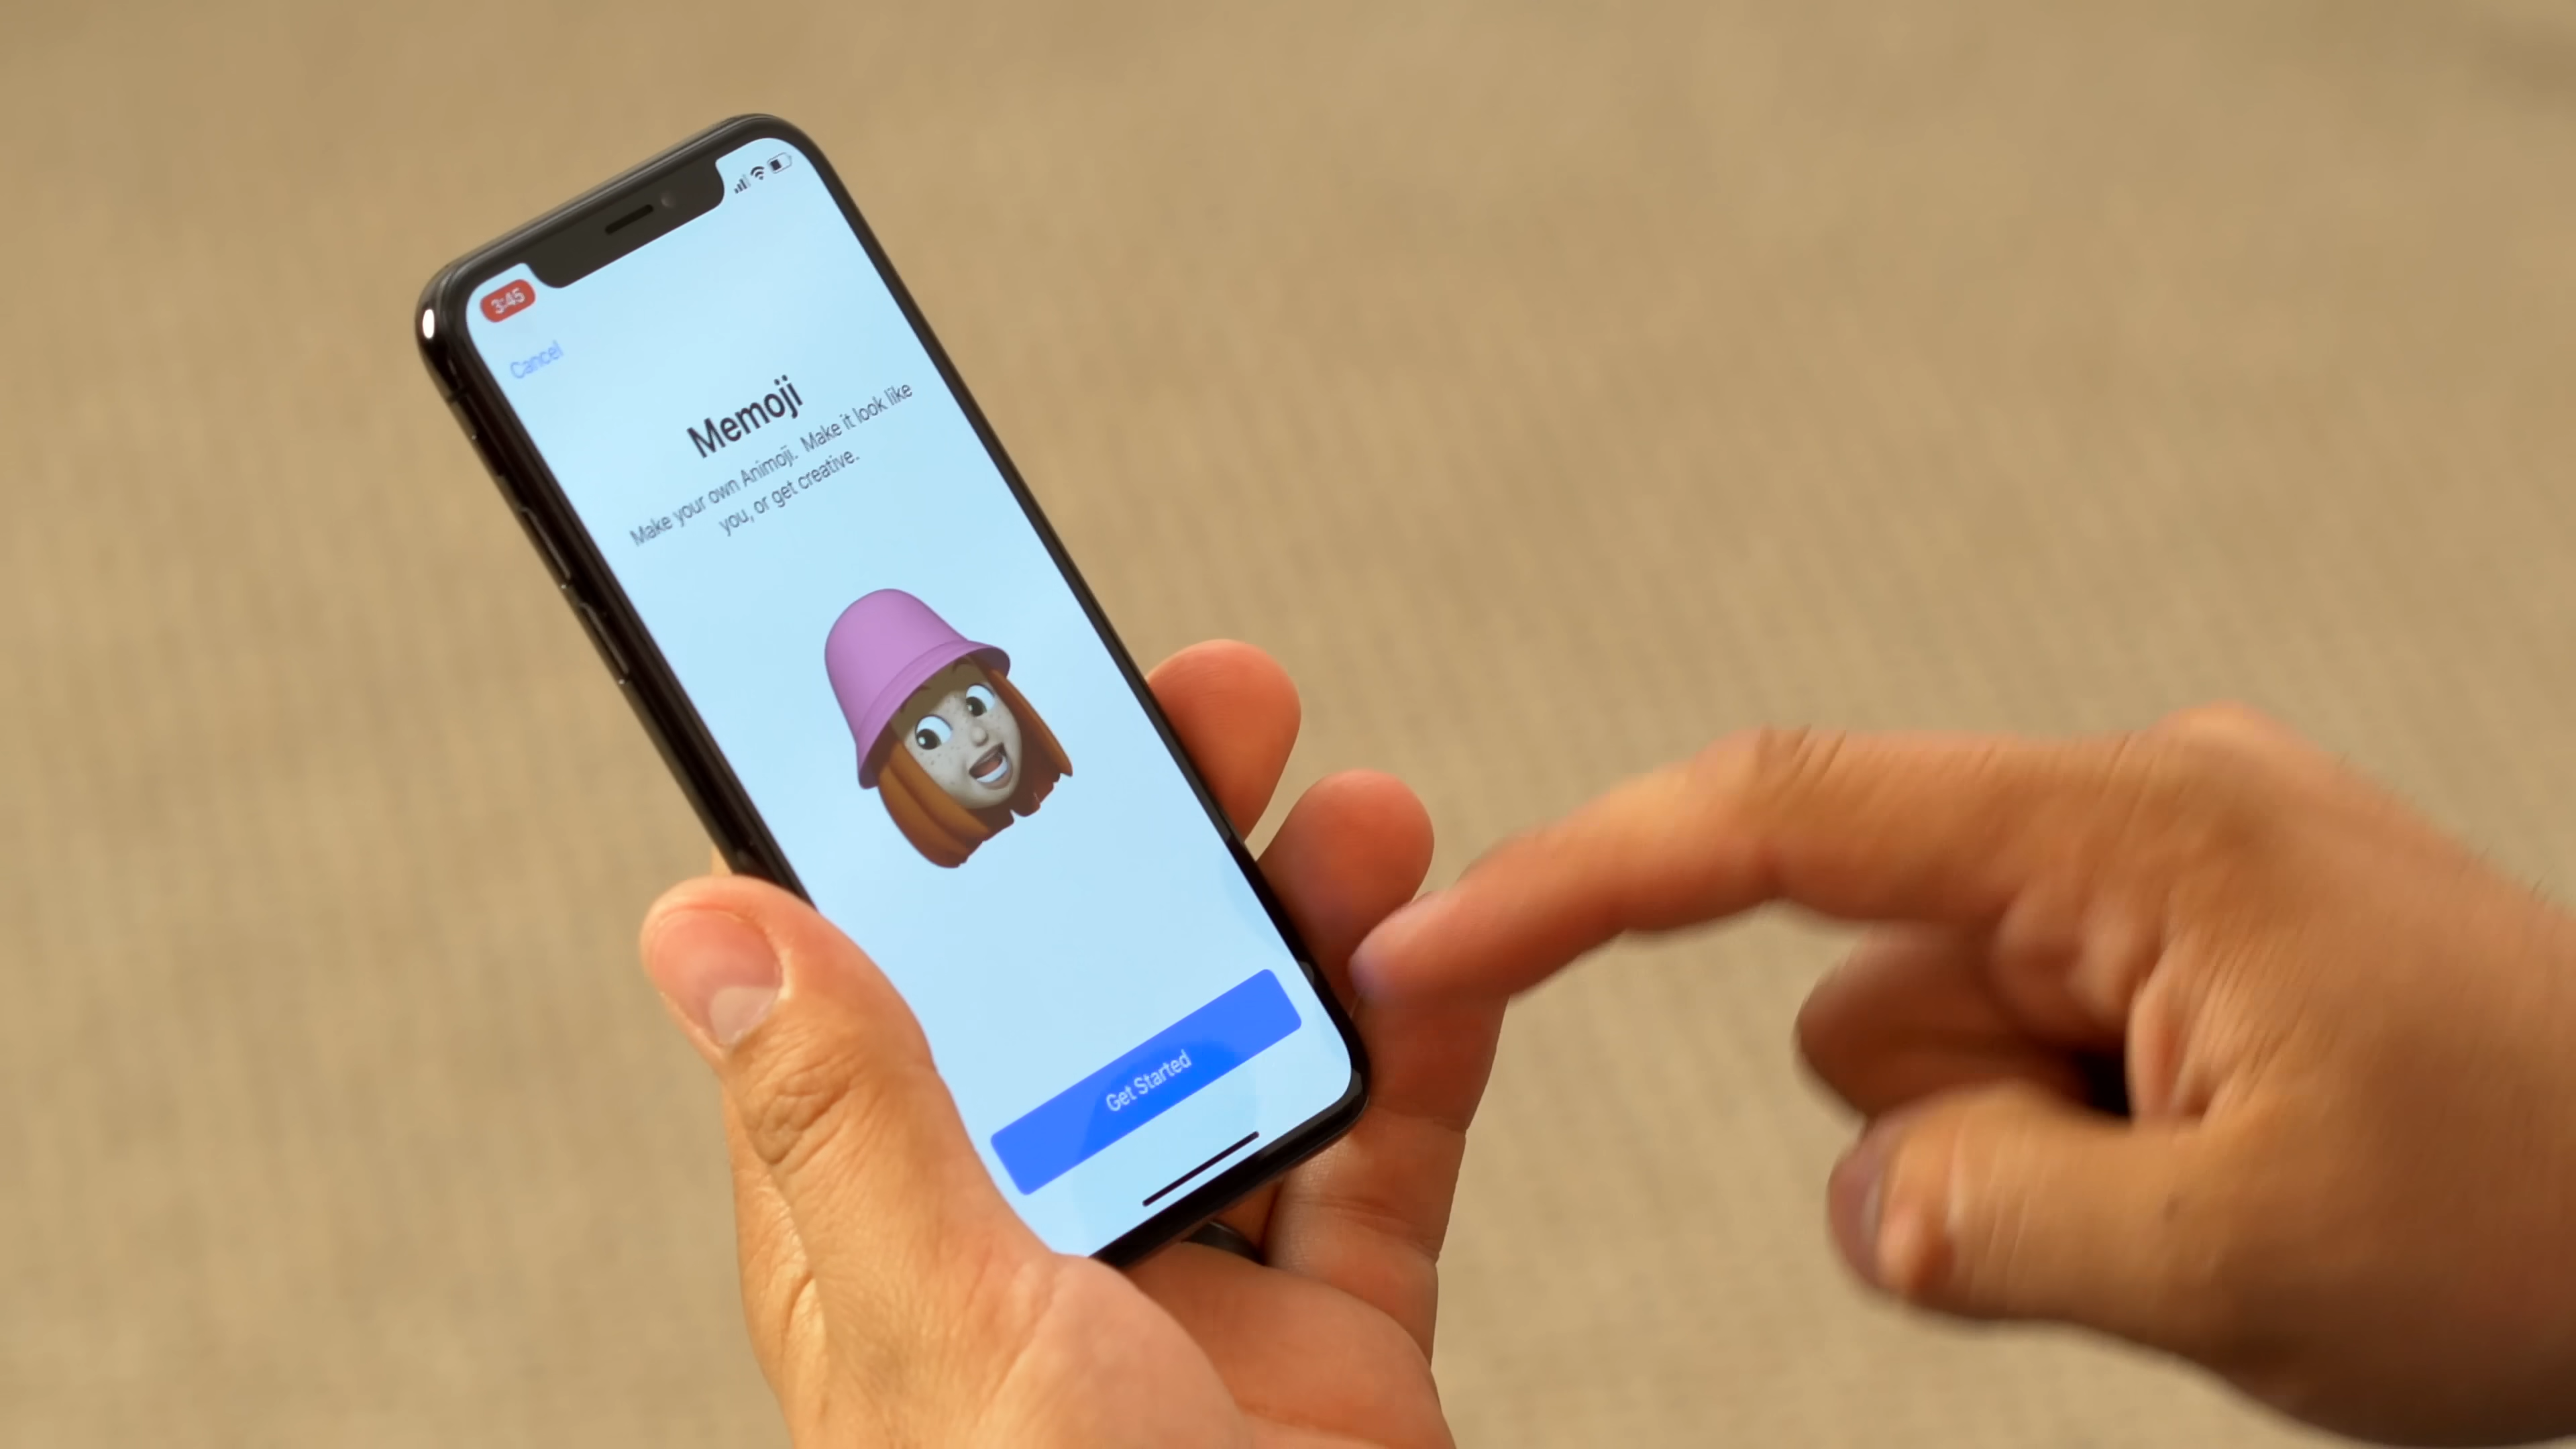 3:45
Cancel
Memoji
Make your own Animoji. Make it look like
you, or get creative.
Get Started